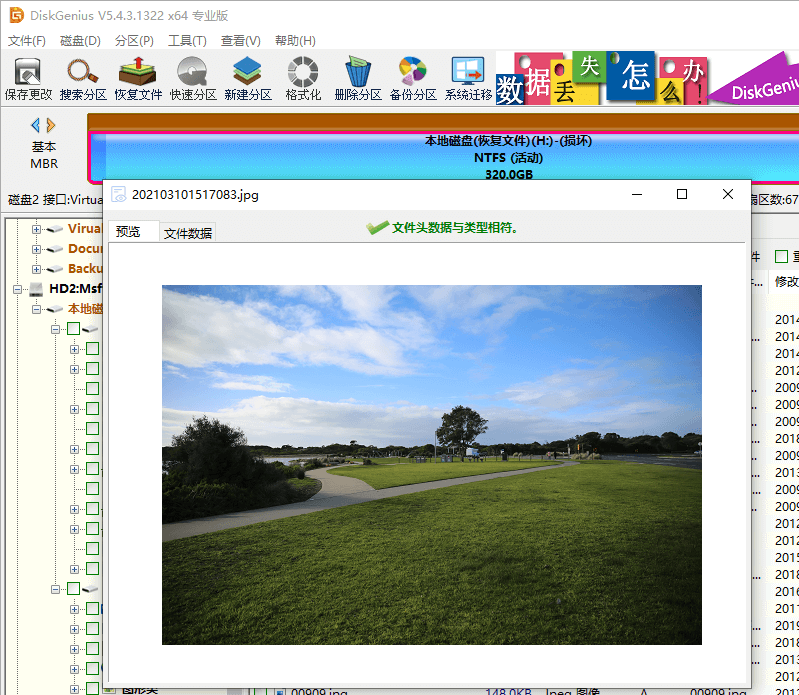 DiskGenius V5.4.3.1322 x64 专业版
文件(F) 磁盘(D) 分区(P) 工具(T) 查看(V) 帮助(H)
保存更改 搜索分区 恢复文件 快速分区 新建分区 格式化 删除分区 备份分区 系统迁移
数据丢失怎么办!
DiskGeniu
基本
MBR
本地磁盘(恢复文件)(H:)-(损坏)
NTFS (活动)
320.0GB
磁盘2 接口:Virtua
扇区数:67
202103101517083.jpg
预览 文件数据
文件头数据与类型相符。
Virual
Docum
Backu
HD2:Msf
本地磁
件
修改
2014
2014
2014
2012
2009
2009
2009
2018
2009
2013
2009
2009
2012
2012
2015
2018
2016
2017
2019
2018
2013
2012
图形类
00909.jpg 148.0KB Jpeg 图像 A 00909.jpg 2012